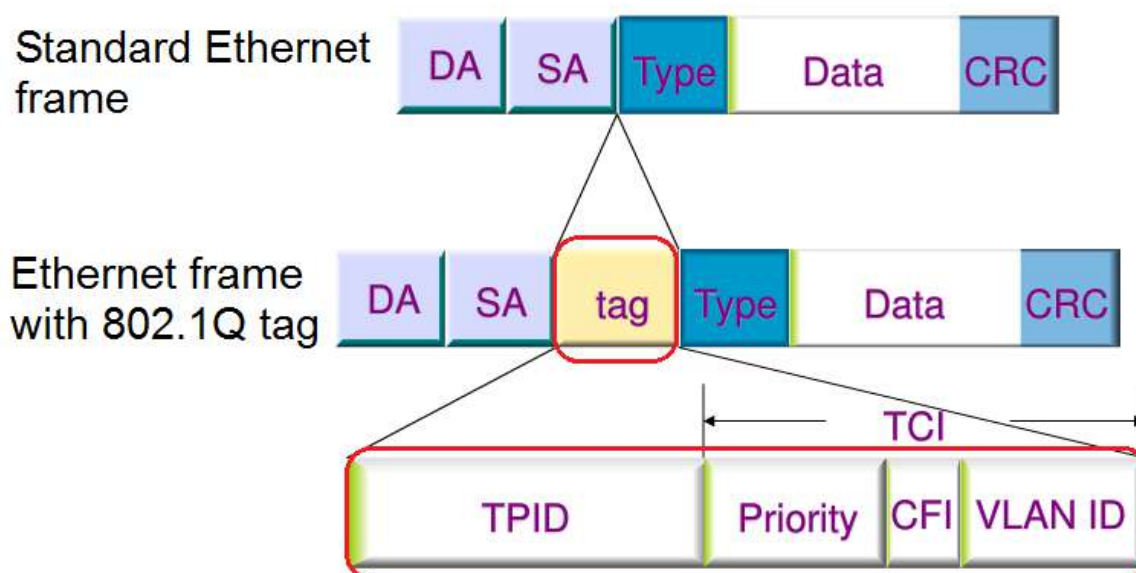 Standard Ethernet
frame
DA SA Type Data CRC
Ethernet frame
with 802.1Q tag
DA SA tag Type Data CRC
TCI
TPID Priority CFI VLAN ID